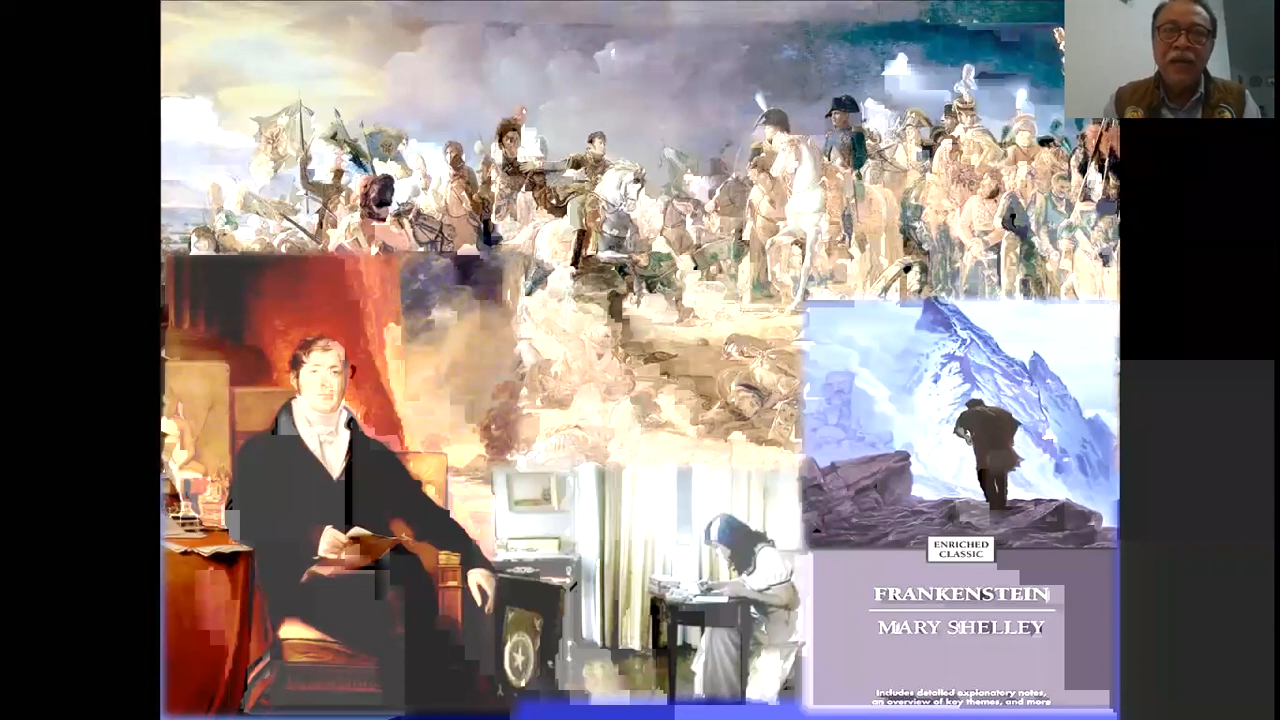 ENRICHED
CLASSIC
FRANKENSTEIN
MARY SHELLEY
Includes detailed explanatory notes,
an overview of key themes, and more